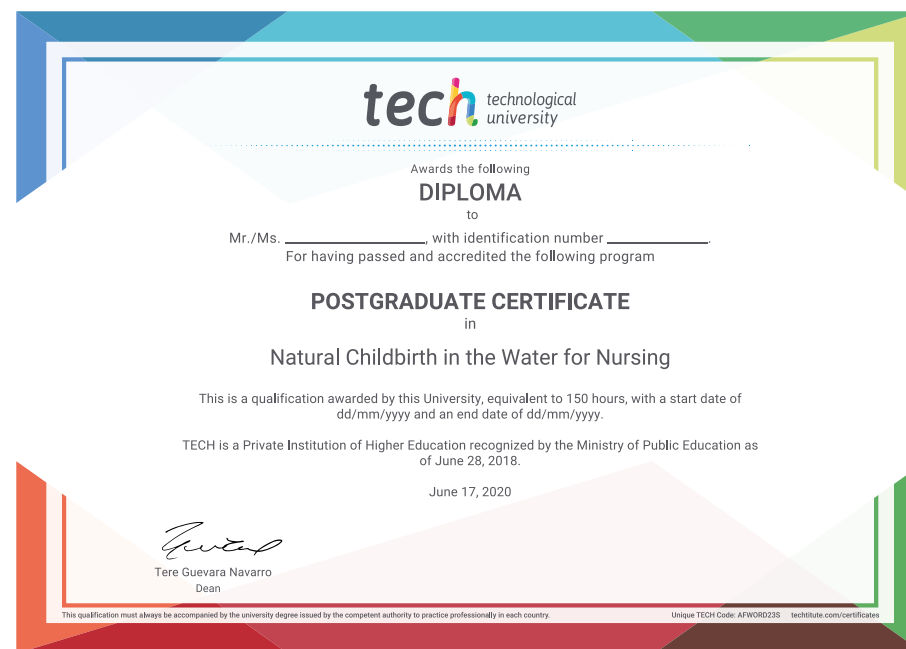 tech technological
university
Awards the following
DIPLOMA
to
Mr./Ms. ____________________, with identification number ______________.
For having passed and accredited the following program
POSTGRADUATE CERTIFICATE
in
Natural Childbirth in the Water for Nursing
This is a qualification awarded by this University, equivalent to 150 hours, with a start date of
dd/mm/yyyy and an end date of dd/mm/yyyy.
TECH is a Private Institution of Higher Education recognized by the Ministry of Public Education as
of June 28, 2018.
June 17, 2020
Tere Guevara Navarro
Dean
This qualification must always be accompanied by the university degree issued by the competent authority to practice professionally in each country.
Unique TECH Code: AFWORD23S techtitute.com/certificates